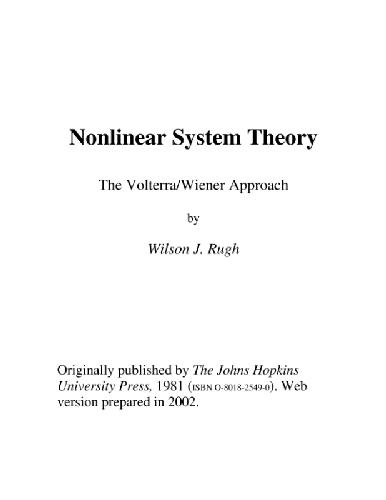 Nonlinear System Theory
The Volterra/Wiener Approach
by
Wilson J. Rugh
Originally published by The Johns Hopkins
University Press, 1981 (ISBN O-8018-2549-0). Web
version prepared in 2002.